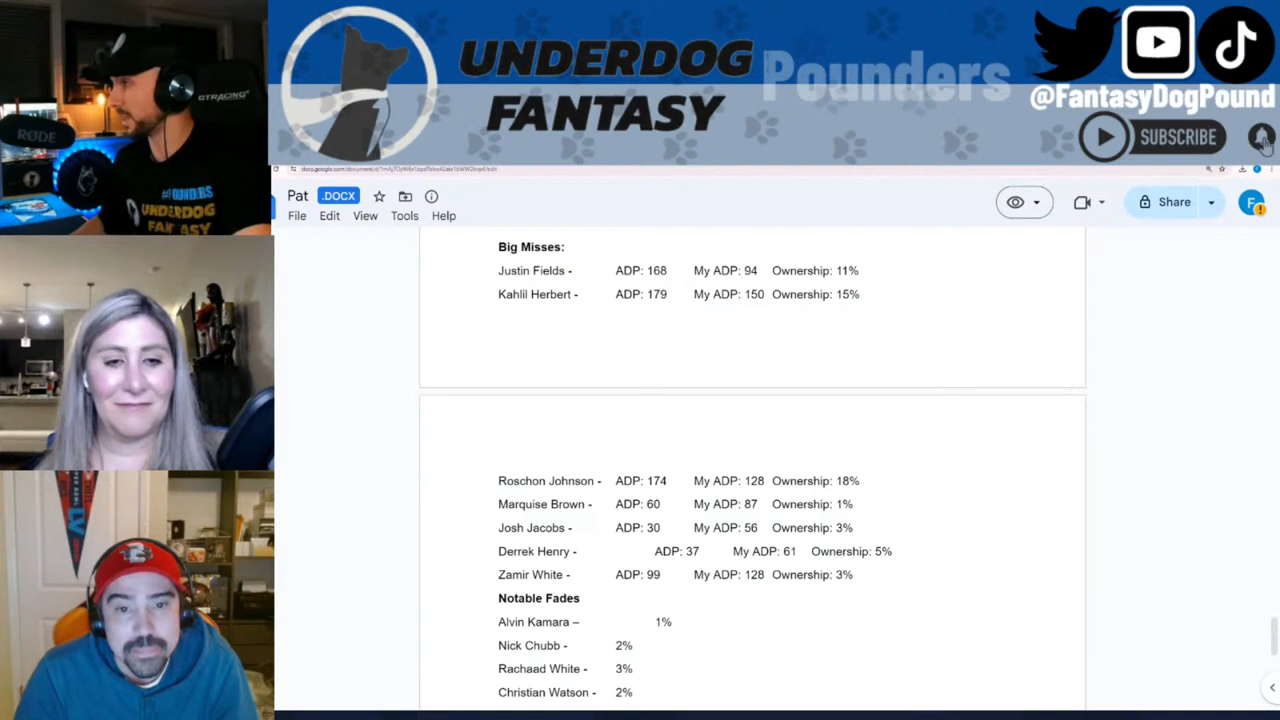 UNDERDOG
FANTASY
Pounders
@FantasyDogPound
SUBSCRIBE
RØDE
GTRACING
#POUNDERS
UNDERDOG
Pat .DOCX
File Edit View Tools Help
Share
F
Big Misses:
Justin Fields - ADP: 168 My ADP: 94 Ownership: 11%
Kahlil Herbert - ADP: 179 My ADP: 150 Ownership: 15%
Roschon Johnson - ADP: 174 My ADP: 128 Ownership: 18%
Marquise Brown - ADP: 60 My ADP: 87 Ownership: 1%
Josh Jacobs - ADP: 30 My ADP: 56 Ownership: 3%
Derrek Henry - ADP: 37 My ADP: 61 Ownership: 5%
Zamir White - ADP: 99 My ADP: 128 Ownership: 3%
Notable Fades
Alvin Kamara – 1%
Nick Chubb - 2%
Rachaad White - 3%
Christian Watson - 2%